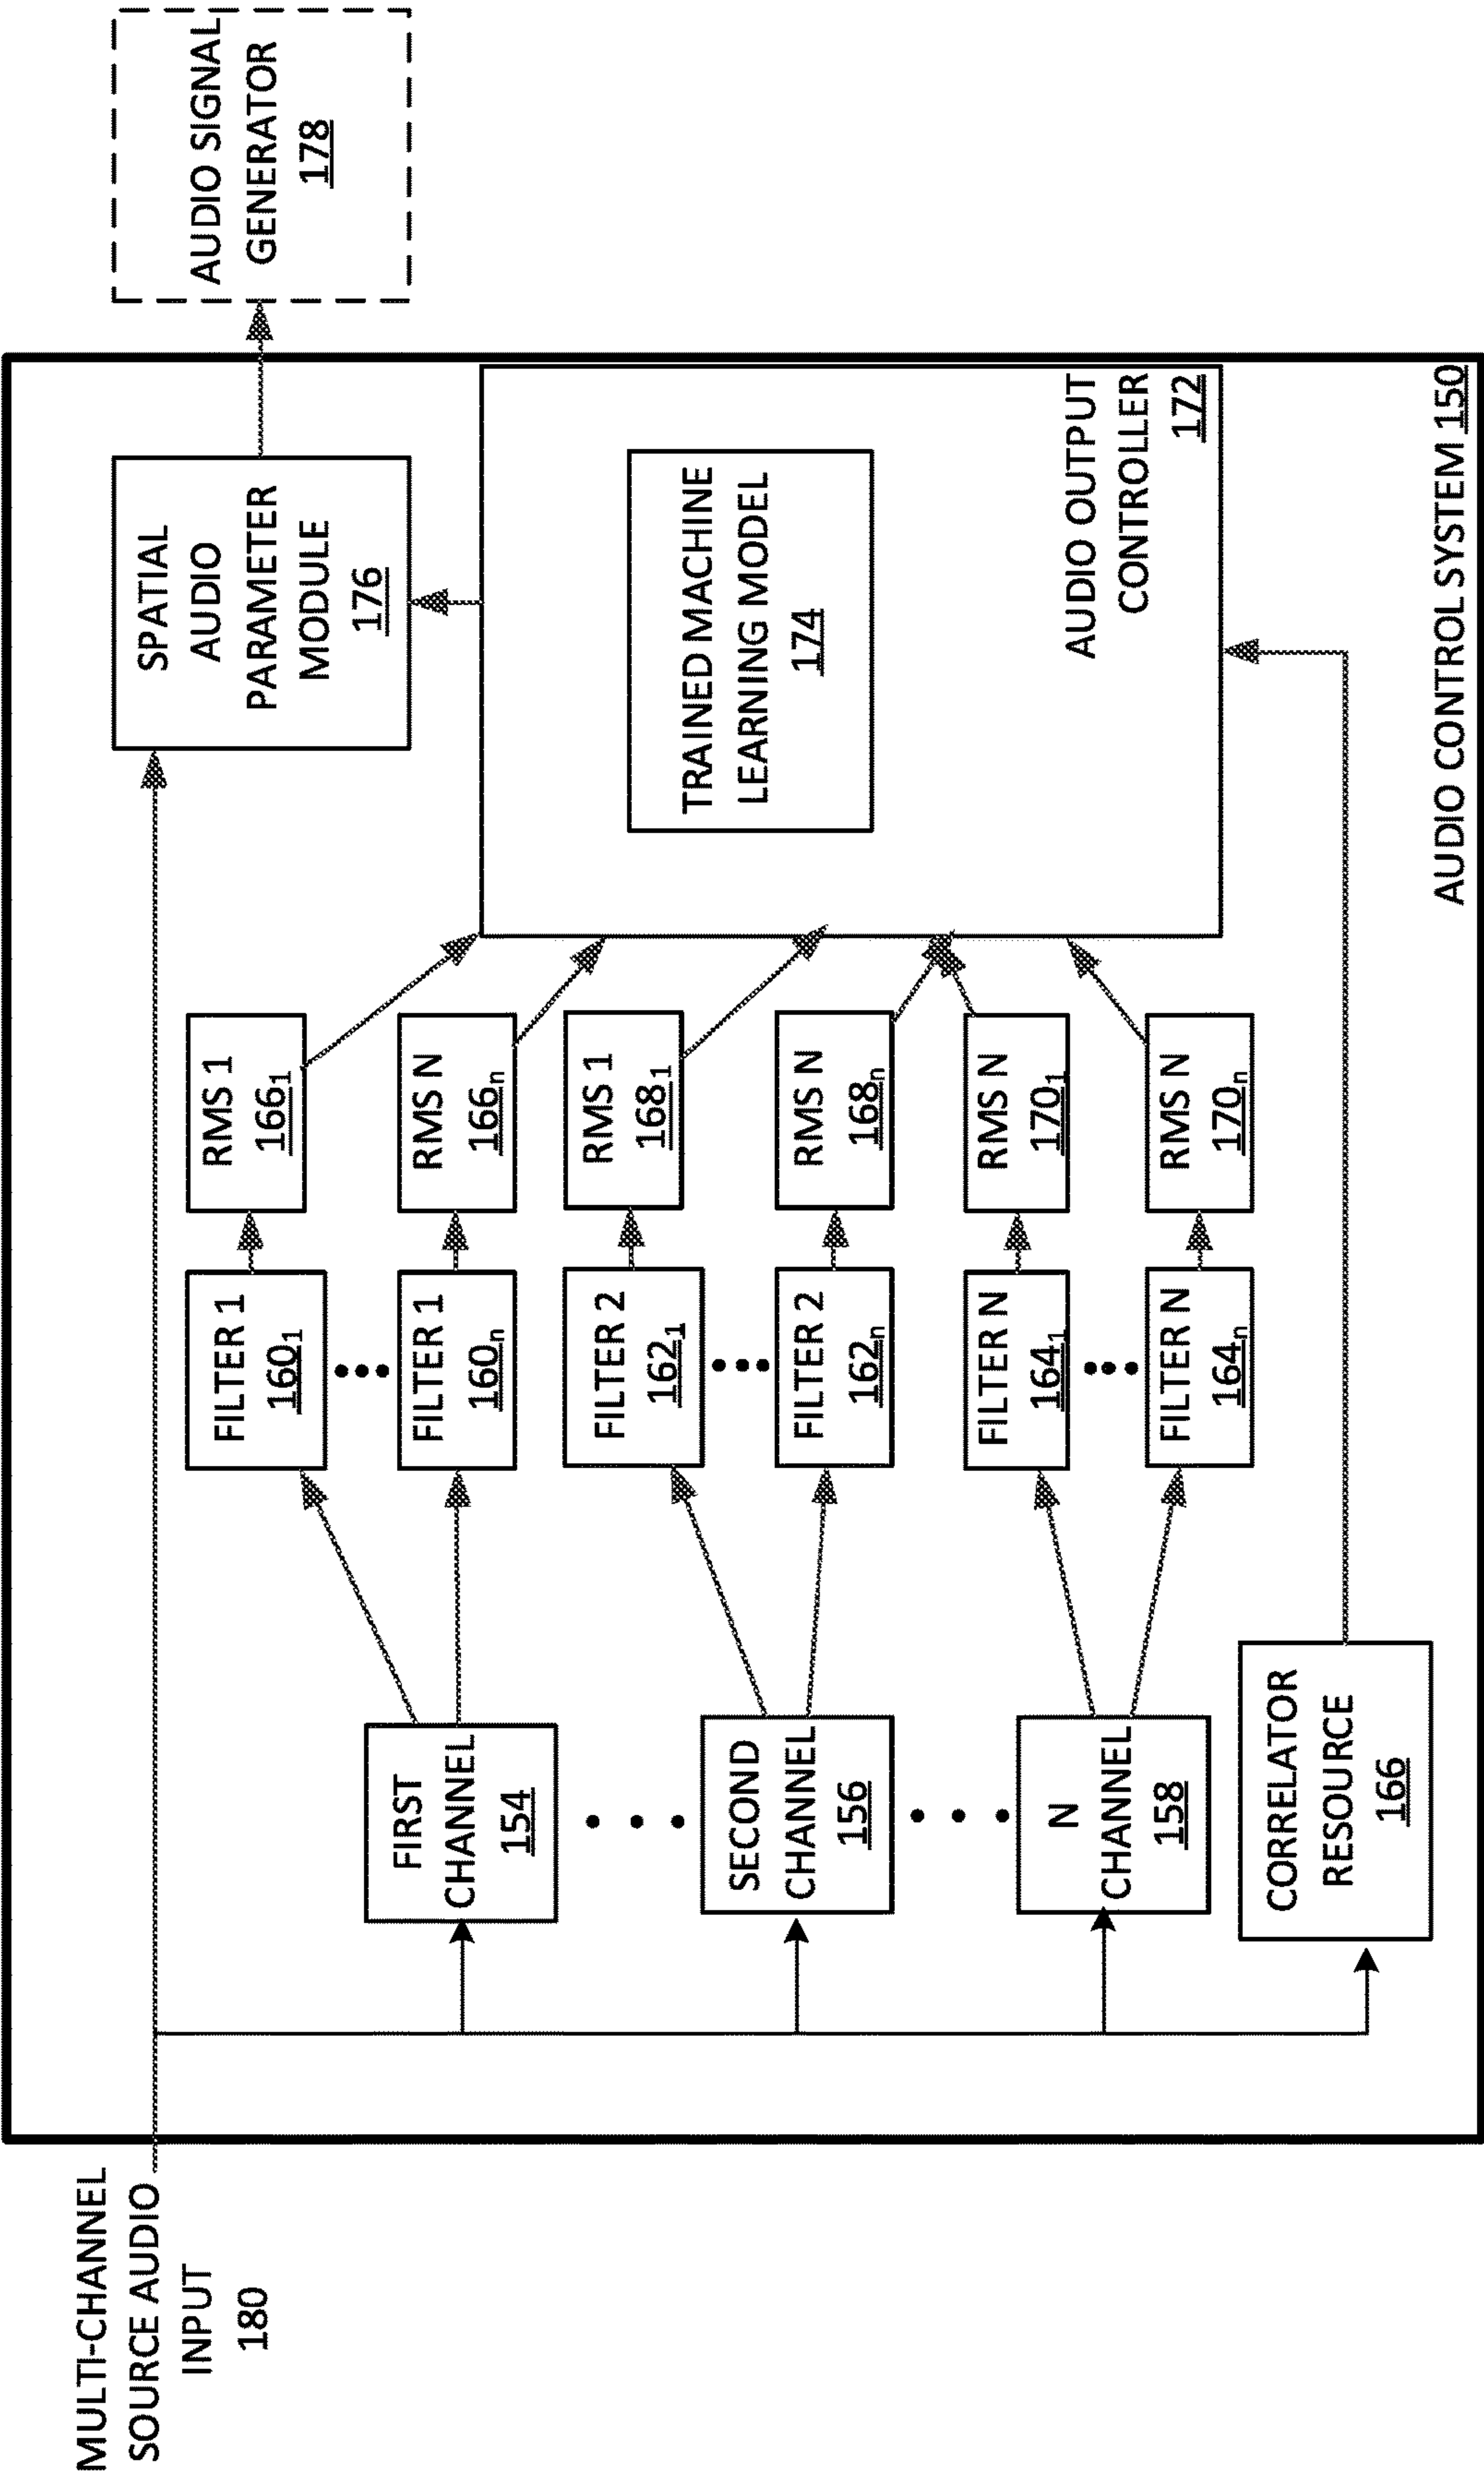 MULTI-CHANNEL
SOURCE AUDIO
INPUT
180
FIRST
CHANNEL
154
SECOND
CHANNEL
156
N
CHANNEL
158
CORRELATOR
RESOURCE
166
FILTER 1
160₁
FILTER 1
160ₙ
FILTER 2
162₁
FILTER 2
162ₙ
FILTER N
164₁
FILTER N
164ₙ
RMS 1
166₁
RMS N
166ₙ
RMS 1
168₁
RMS N
168ₙ
RMS N
170₁
RMS N
170ₙ
SPATIAL
AUDIO
PARAMETER
MODULE
176
TRAINED MACHINE
LEARNING MODEL
174
AUDIO OUTPUT
CONTROLLER
172
AUDIO CONTROL SYSTEM 150
AUDIO SIGNAL
GENERATOR
178